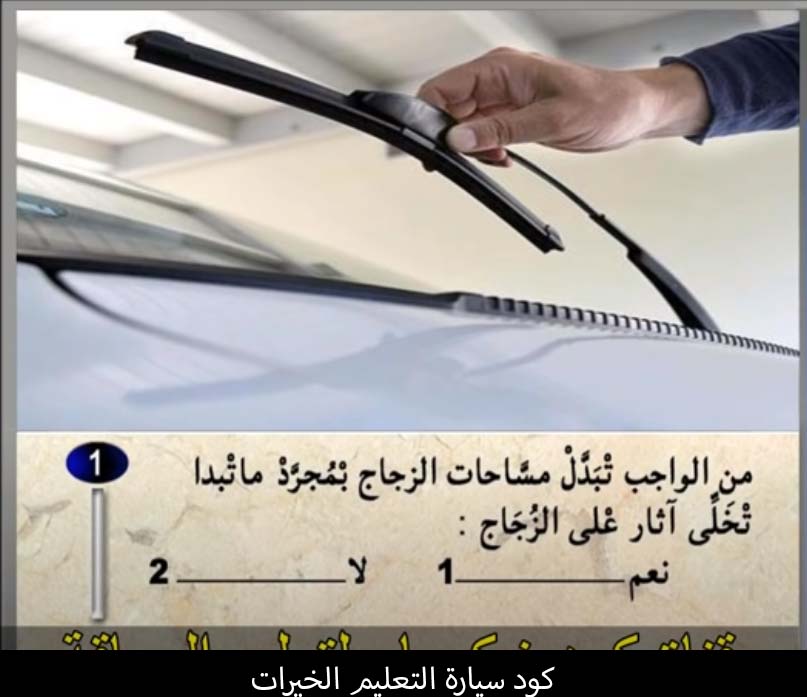 1
من الواجب تْبَدَّلْ مسَّاحات الزجاج بْمُجرَّدْ ماتْبدا
تْخَلِّى آثار عْلى الزُجَاج :
نعم 1 لا 2
كود سيارة التعليم الخيرات